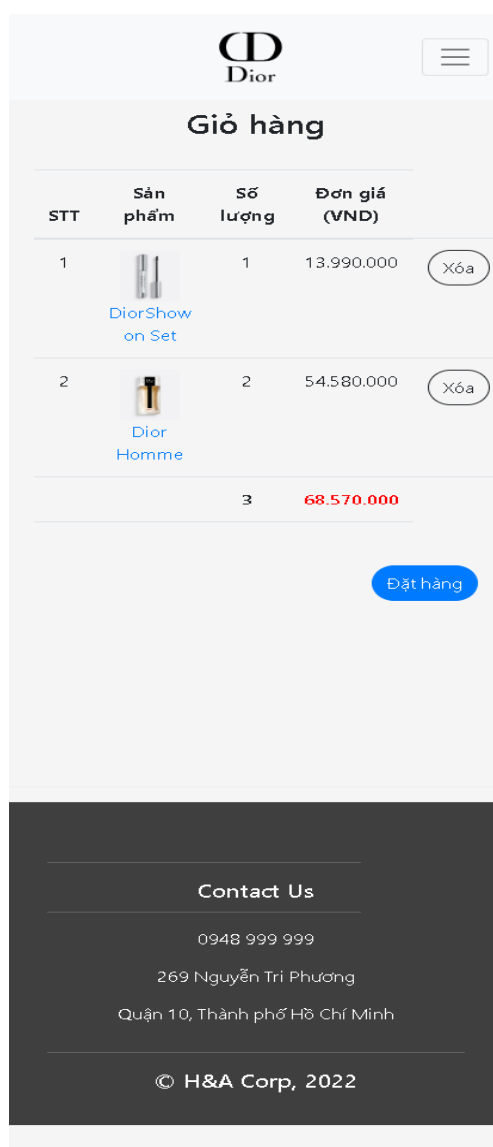 CD
Dior
Giỏ hàng
STT Sản phẩm Số lượng Đơn giá (VND)
1 DiorShow on Set 1 13.990.000 Xóa
2 Dior Homme 2 54.580.000 Xóa
3 68.570.000
Đặt hàng
Contact Us
0948 999 999
269 Nguyễn Tri Phương
Quận 10, Thành phố Hồ Chí Minh
© H&A Corp, 2022